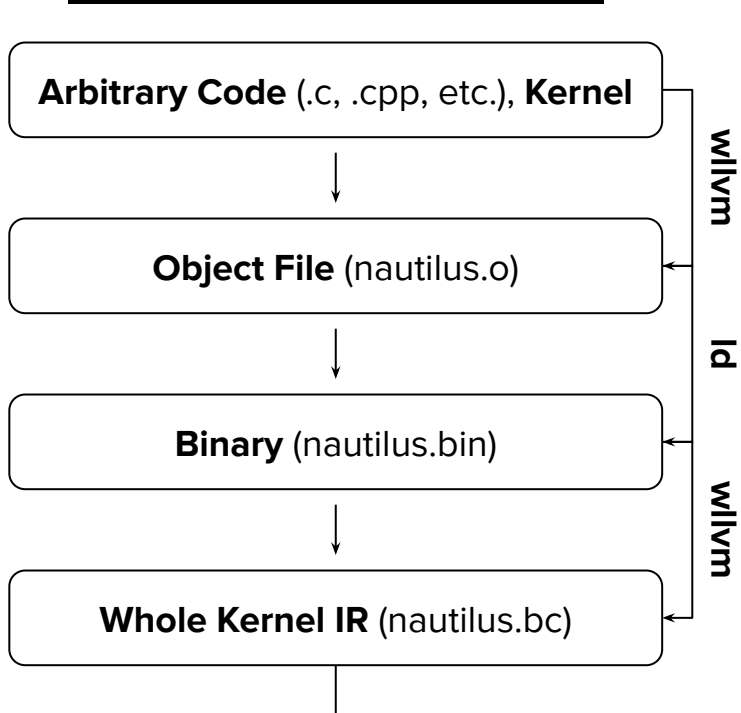 Arbitrary Code (.c, .cpp, etc.), Kernel
wllvm
Object File (nautilus.o)
ld
Binary (nautilus.bin)
wllvm
Whole Kernel IR (nautilus.bc)